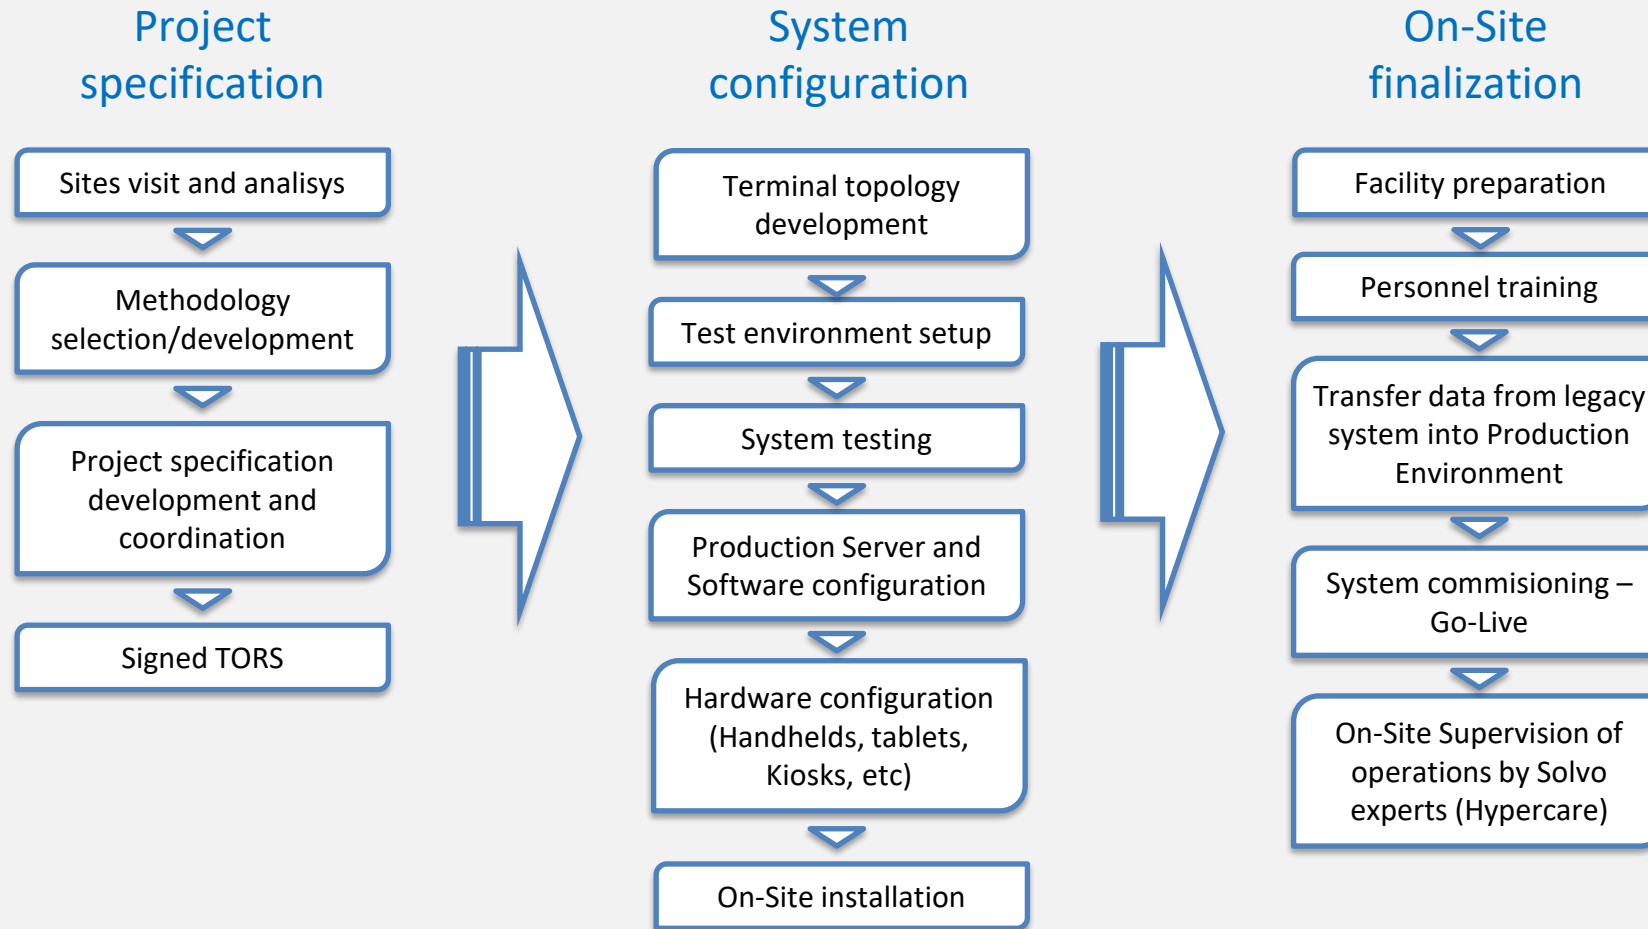 Project
specification
Sites visit and analisys
Methodology
selection/development
Project specification
development and
coordination
Signed TORS
System
configuration
Terminal topology
development
Test environment setup
System testing
Production Server and
Software configuration
Hardware configuration
(Handhelds, tablets,
Kiosks, etc)
On-Site installation
On-Site
finalization
Facility preparation
Personnel training
Transfer data from legacy
system into Production
Environment
System commisioning –
Go-Live
On-Site Supervision of
operations by Solvo
experts (Hypercare)